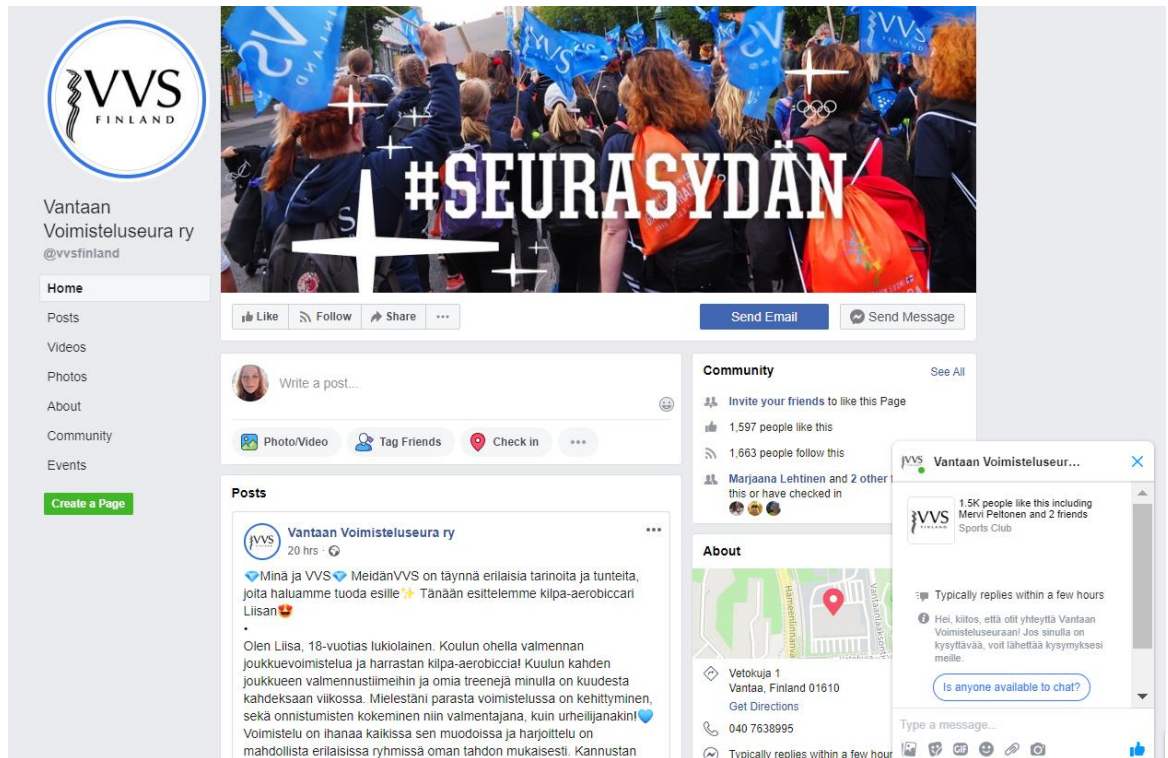 VVS
FINLAND
Vantaan
Voimisteluseura ry
@vvsfinland
Home
Posts
Videos
Photos
About
Community
Events
Create a Page
VVS
FINLAND
#SEURASYDÄN
Like
Follow
Share
Send Email
Send Message
Write a post...
Photo/Video
Tag Friends
Check in
Posts
VVS
Vantaan Voimisteluseura ry
20 hrs ·
💎Minä ja VVS💎 MeidänVVS on täynnä erilaisia tarinoita ja tunteita,
joita haluamme tuoda esille✨ Tänään esittelemme kilpa-aerobiccari
Liisan😍
•
Olen Liisa, 18-vuotias lukiolainen. Koulun ohella valmennan
joukkuevoimistelua ja harrastan kilpa-aerobiccia! Kuulun kahden
joukkueen valmennustiimeihin ja omia treenejä minulla on kuudesta
kahdeksaan viikossa. Mielestäni parasta voimistelussa on kehittyminen,
sekä onnistumisten kokeminen niin valmentajana, kuin urheilijanakin!💙
Voimistelu on ihanaa kaikissa sen muodoissa ja harjoittelu on
mahdollista erilaisissa ryhmissä oman tahdon mukaisesti. Kannustan
Community
See All
Invite your friends to like this Page
1,597 people like this
1,663 people follow this
Marjaana Lehtinen and 2 other
this or have checked in
About
Hämeenlinnanv
Vantaanlaakson
Vetokuja 1
Vantaa, Finland 01610
Get Directions
040 7638995
Typically replies within a few hour
VVS
Vantaan Voimisteluseur...
VVS
FINLAND
1.5K people like this including
Mervi Peltonen and 2 friends
Sports Club
Typically replies within a few hours
Hei, kiitos, että otit yhteyttä Vantaan
Voimisteluseuraan! Jos sinulla on
kysyttävää, voit lähettää kysymyksesi
meille.
Is anyone available to chat?
Type a message...
GIF